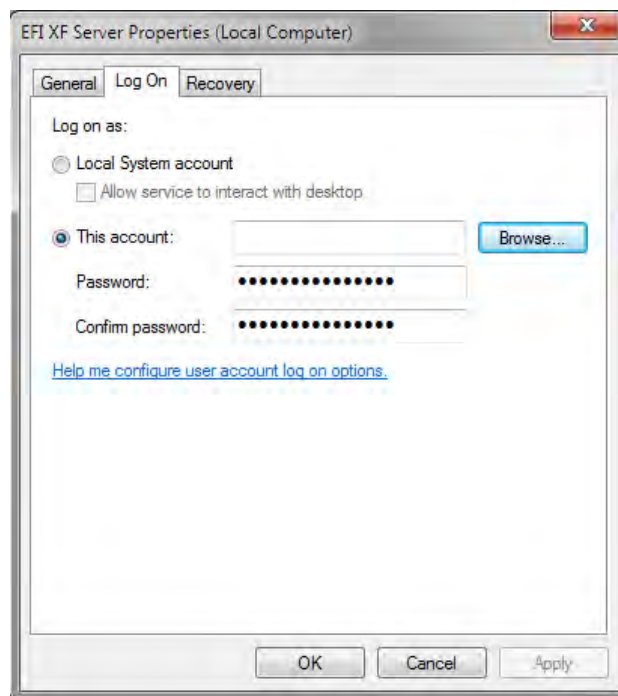 EFI XF Server Properties (Local Computer)
General Log On Recovery
Log on as:
Local System account
Allow service to interact with desktop
This account: Browse...
Password: •••••••••••••••
Confirm password: •••••••••••••••
Help me configure user account log on options.
OK Cancel Apply